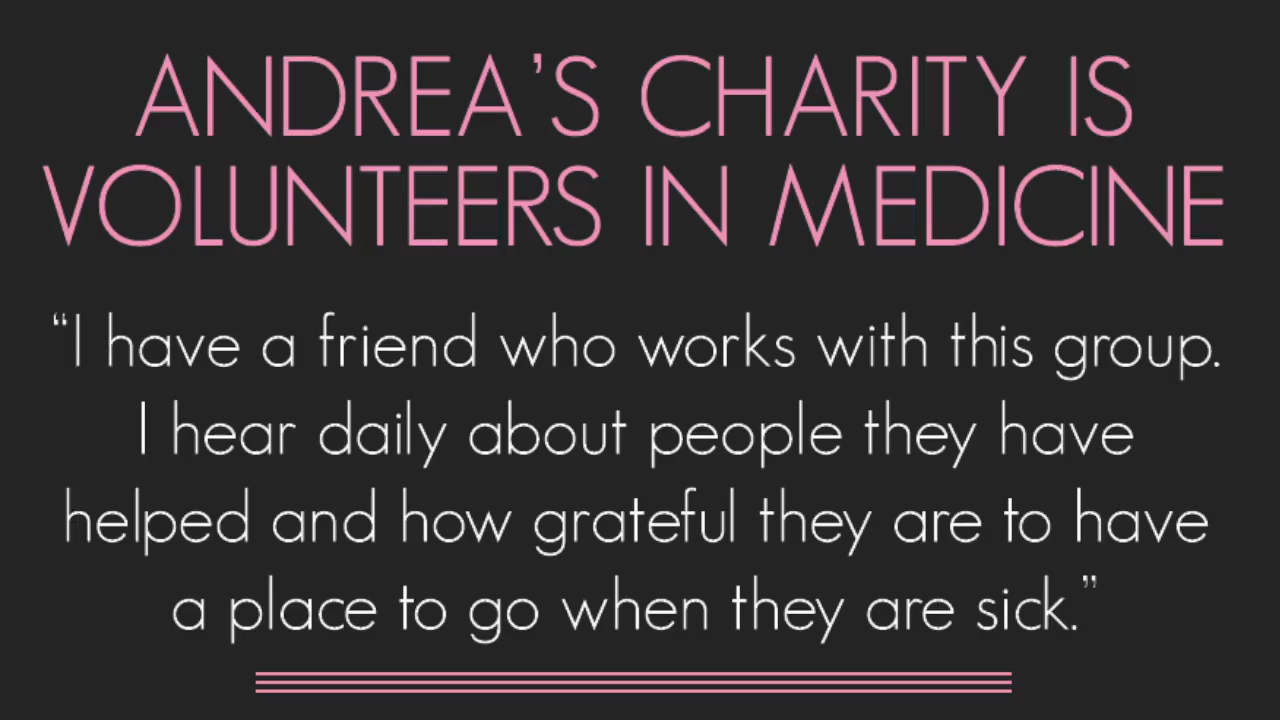 ANDREA’S CHARITY IS
VOLUNTEERS IN MEDICINE
“I have a friend who works with this group.
I hear daily about people they have
helped and how grateful they are to have
a place to go when they are sick.”